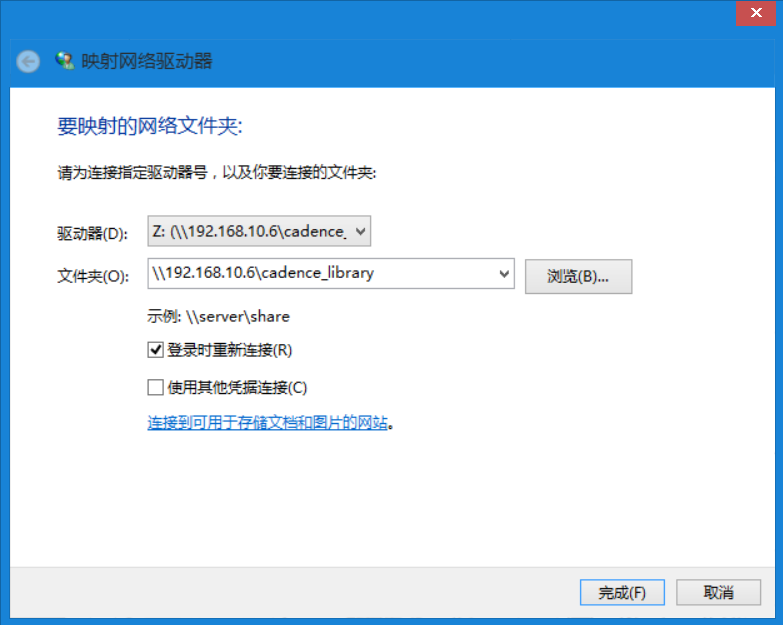 映射网络驱动器
要映射的网络文件夹:
请为连接指定驱动器号，以及你要连接的文件夹:
驱动器(D): Z: (\\192.168.10.6\cadence_
文件夹(O): \\192.168.10.6\cadence_library 浏览(B)...
示例: \\server\share
登录时重新连接(R)
使用其他凭据连接(C)
连接到可用于存储文档和图片的网站。
完成(F) 取消